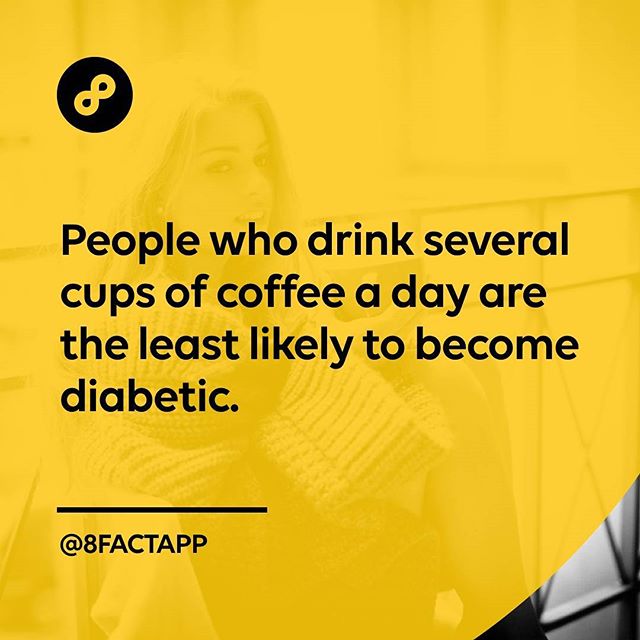 People who drink several
cups of coffee a day are
the least likely to become
diabetic.
@8FACTAPP